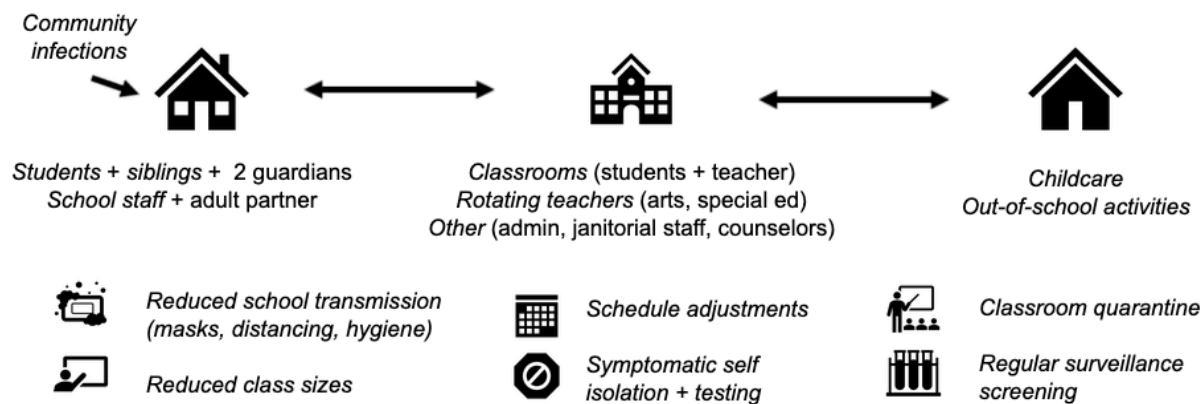 Community
infections
Students + siblings + 2 guardians
School staff + adult partner
Classrooms (students + teacher)
Rotating teachers (arts, special ed)
Other (admin, janitorial staff, counselors)
Childcare
Out-of-school activities
Reduced school transmission
(masks, distancing, hygiene)
Reduced class sizes
Schedule adjustments
Symptomatic self
isolation + testing
Classroom quarantine
Regular surveillance
screening